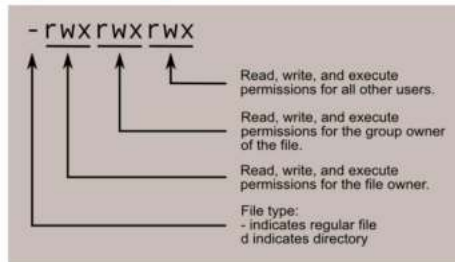 -rwxrwxrwx
Read, write, and execute
permissions for all other users.
Read, write, and execute
permissions for the group owner
of the file.
Read, write, and execute
permissions for the file owner.
File type:
- indicates regular file
d indicates directory